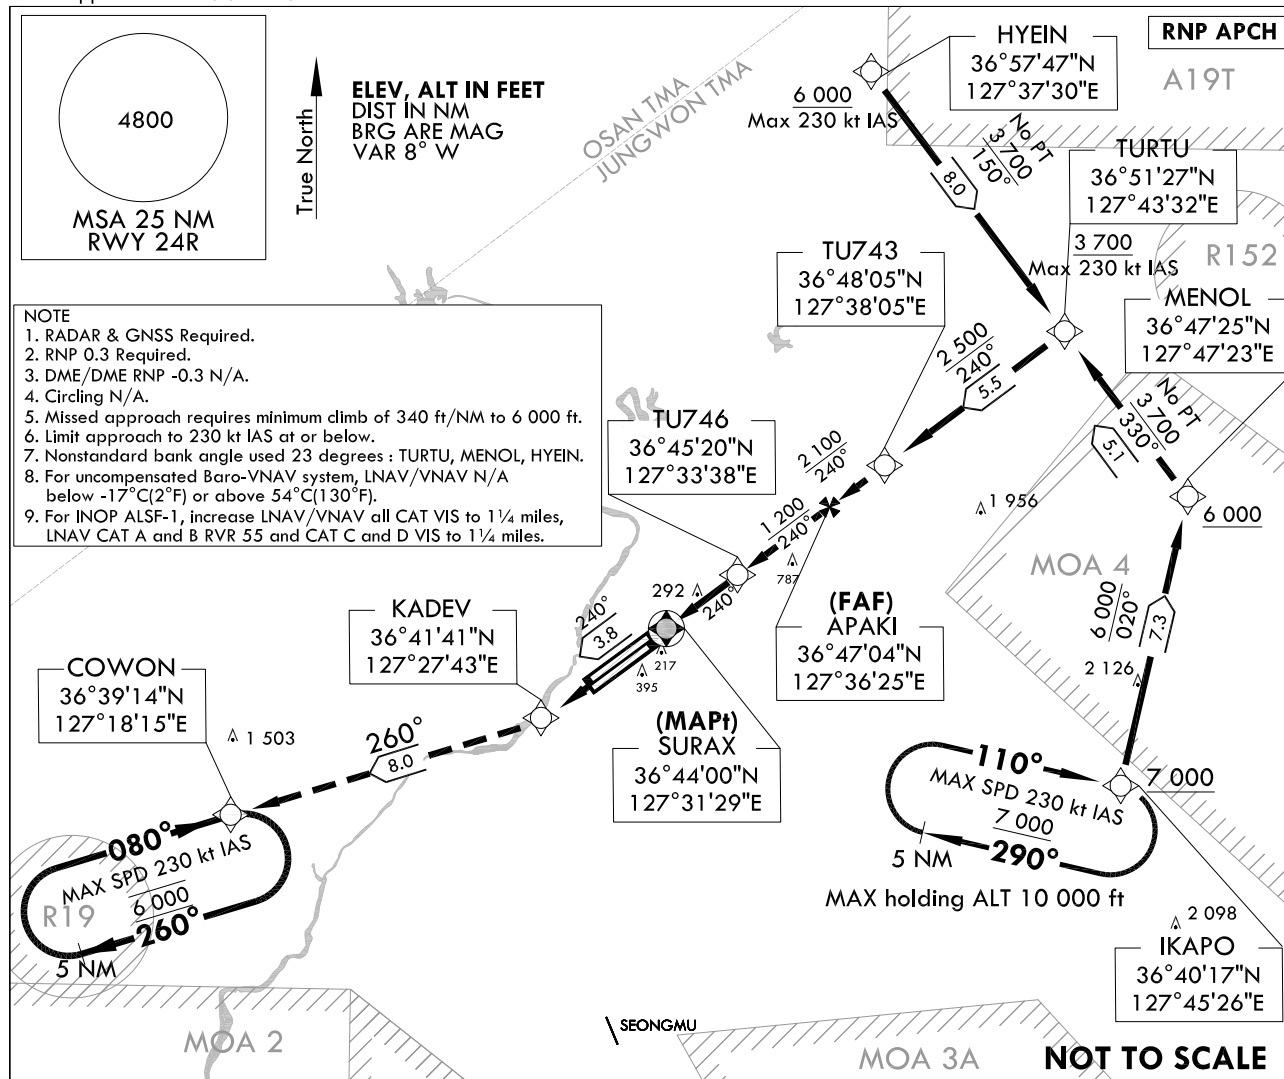 RNP APCH
A19T
HYEIN
36°57'47"N
127°37'30"E
4800
MSA 25 NM
RWY 24R
True North
ELEV, ALT IN FEET
DIST IN NM
BRG ARE MAG
VAR 8° W
OSAN TMA
JUNGWON TMA
6 000
Max 230 kt IAS
No PT
3 700
150°
8.0
TURTU
36°51'27"N
127°43'32"E
3 700
Max 230 kt IAS
R152
TU743
36°48'05"N
127°38'05"E
MENOL
36°47'25"N
127°47'23"E
NOTE
1. RADAR & GNSS Required.
2. RNP 0.3 Required.
3. DME/DME RNP -0.3 N/A.
4. Circling N/A.
5. Missed approach requires minimum climb of 340 ft/NM to 6 000 ft.
6. Limit approach to 230 kt IAS at or below.
7. Nonstandard bank angle used 23 degrees : TURTU, MENOL, HYEIN.
8. For uncompensated Baro-VNAV system, LNAV/VNAV N/A
below -17°C(2°F) or above 54°C(130°F).
9. For INOP ALSF-1, increase LNAV/VNAV all CAT VIS to 1¼ miles,
LNAV CAT A and B RVR 55 and CAT C and D VIS to 1¼ miles.
2 500
240°
5.5
No PT
3 700
330°
5.1
TU746
36°45'20"N
127°33'38"E
2 100
240°
1 200
240°
1 956
6 000
MOA 4
787
292
240°
240°
3.8
217
395
(FAF)
APAKI
36°47'04"N
127°36'25"E
6 000
020°
7.3
2 126
KADEV
36°41'41"N
127°27'43"E
COWON
36°39'14"N
127°18'15"E
1 503
260°
8.0
(MAPt)
SURAX
36°44'00"N
127°31'29"E
110°
MAX SPD 230 kt IAS
7 000
290°
5 NM
7 000
MAX holding ALT 10 000 ft
080°
MAX SPD 230 kt IAS
6 000
260°
R19
5 NM
2 098
IKAPO
36°40'17"N
127°45'26"E
MOA 2
SEONGMU
MOA 3A
NOT TO SCALE